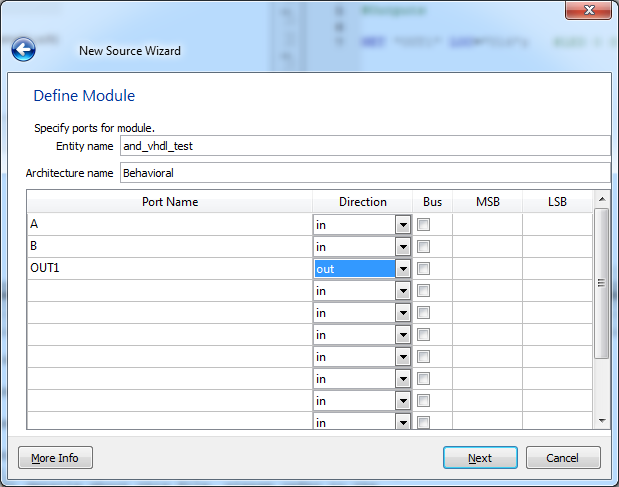 New Source Wizard
Define Module
Specify ports for module.
Entity name and_vhdl_test
Architecture name Behavioral
Port Name Direction Bus MSB LSB
A in
B in
OUT1 out
in
in
in
in
in
in
in
More Info Next Cancel